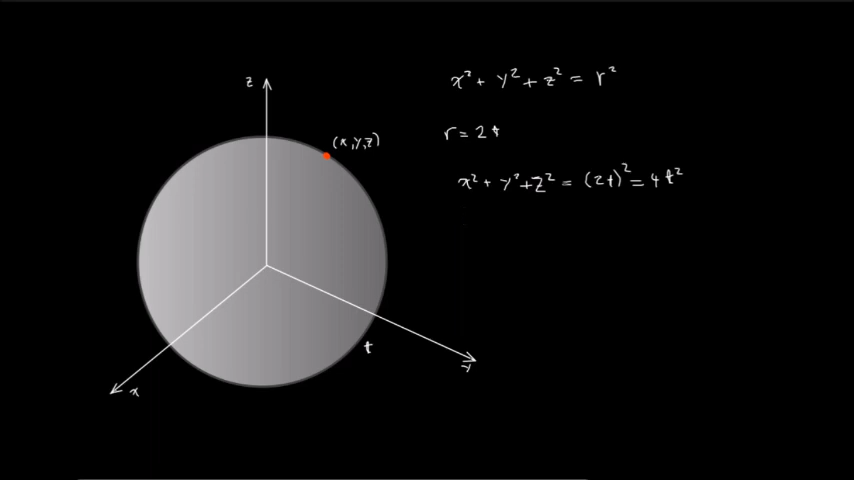 z
(x,y,z)
t
y
x
x² + y² + z² = r²
r = 2t
x² + y² + z² = (2t)² = 4t²